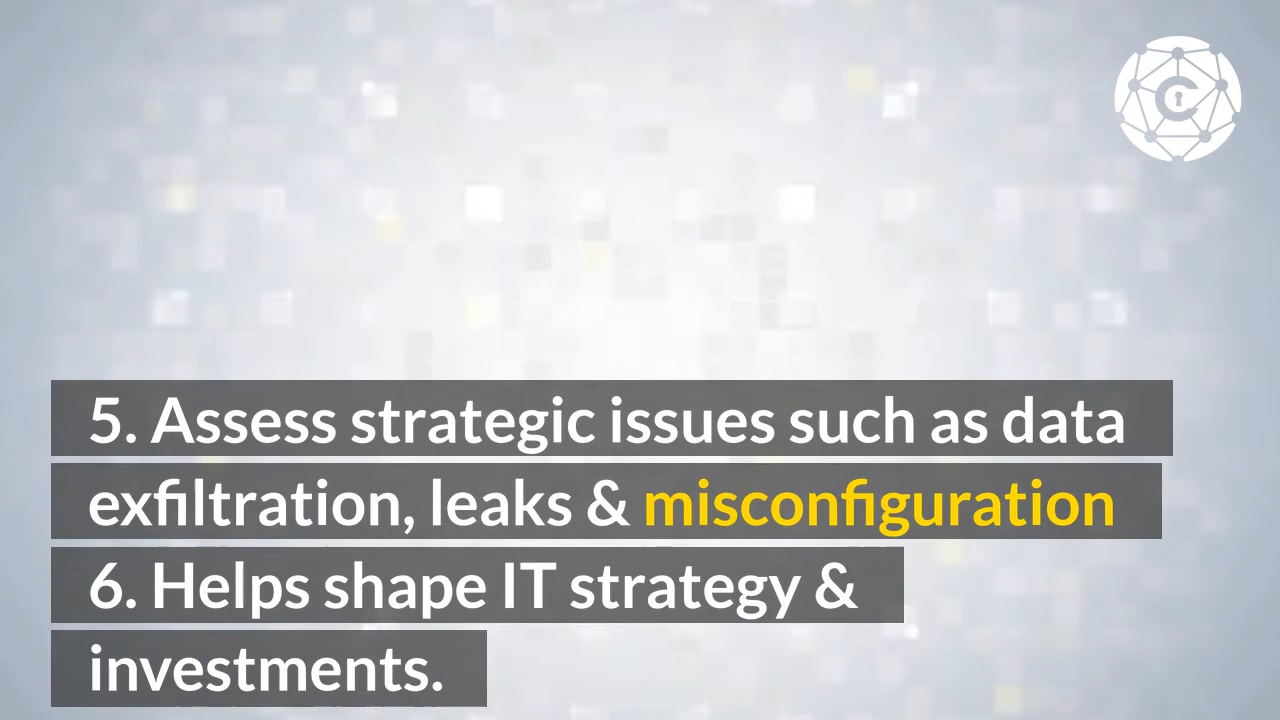 5. Assess strategic issues such as data
exfiltration, leaks & misconfiguration
6. Helps shape IT strategy &
investments.